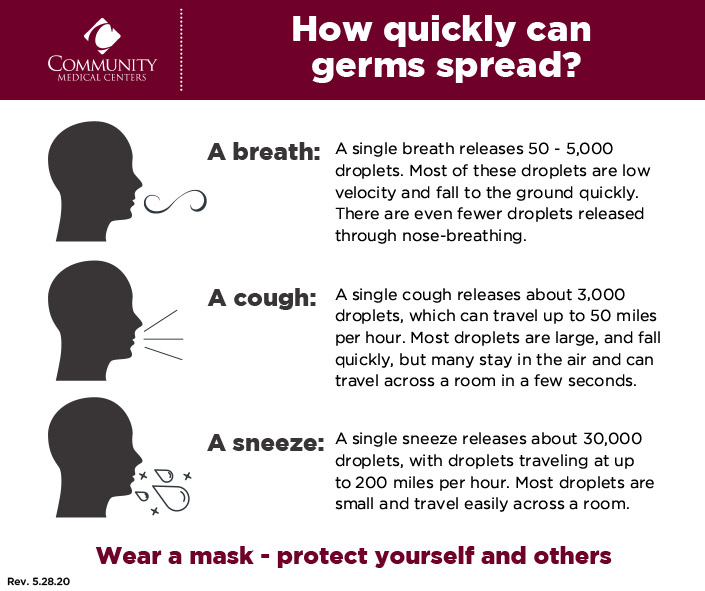 COMMUNITY
MEDICAL CENTERS
How quickly can
germs spread?
A breath:
A single breath releases 50 - 5,000
droplets. Most of these droplets are low
velocity and fall to the ground quickly.
There are even fewer droplets released
through nose-breathing.
A cough:
A single cough releases about 3,000
droplets, which can travel up to 50 miles
per hour. Most droplets are large, and fall
quickly, but many stay in the air and can
travel across a room in a few seconds.
A sneeze:
A single sneeze releases about 30,000
droplets, with droplets traveling at up
to 200 miles per hour. Most droplets are
small and travel easily across a room.
Wear a mask - protect yourself and others
Rev. 5.28.20